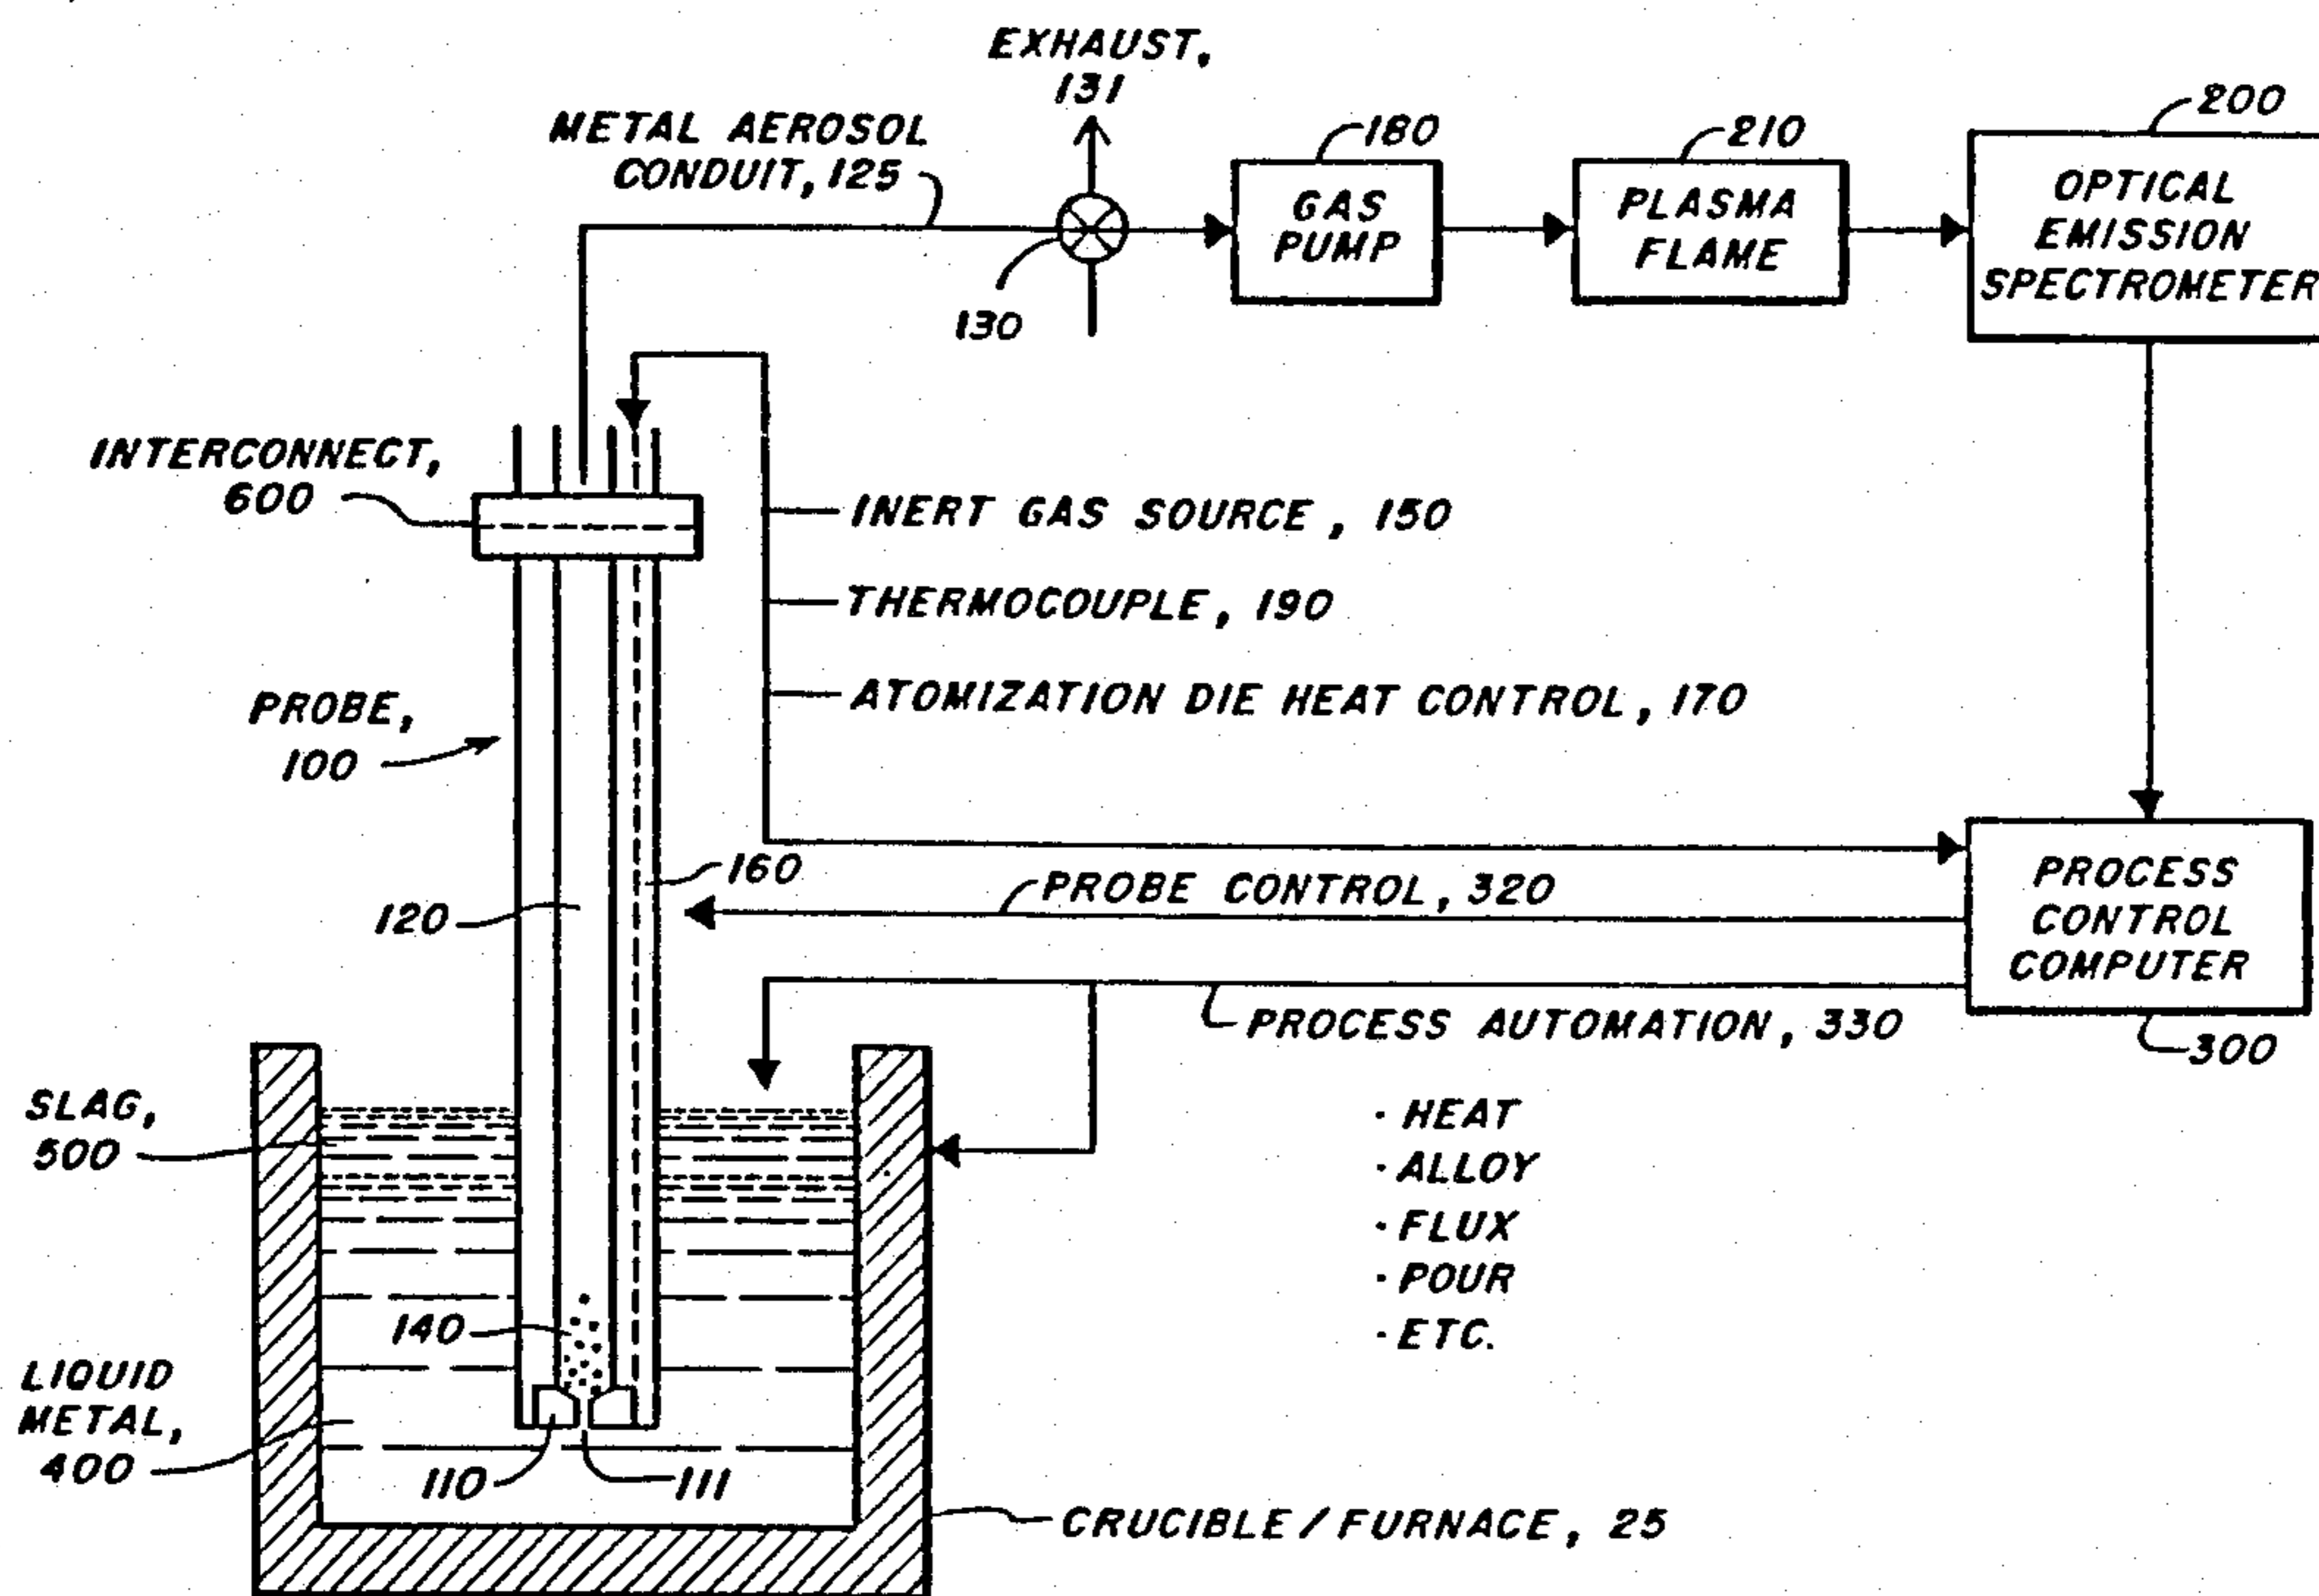 EXHAUST,
131
METAL AEROSOL
CONDUIT, 125
130
180
GAS
PUMP
210
PLASMA
FLAME
200
OPTICAL
EMISSION
SPECTROMETER
INTERCONNECT,
600
INERT GAS SOURCE, 150
THERMOCOUPLE, 190
ATOMIZATION DIE HEAT CONTROL, 170
PROBE,
100
160
120
PROBE CONTROL, 320
PROCESS
CONTROL
COMPUTER
300
PROCESS AUTOMATION, 330
· HEAT
· ALLOY
· FLUX
· POUR
· ETC.
SLAG,
500
140
LIQUID
METAL,
400
110
111
CRUCIBLE / FURNACE, 25